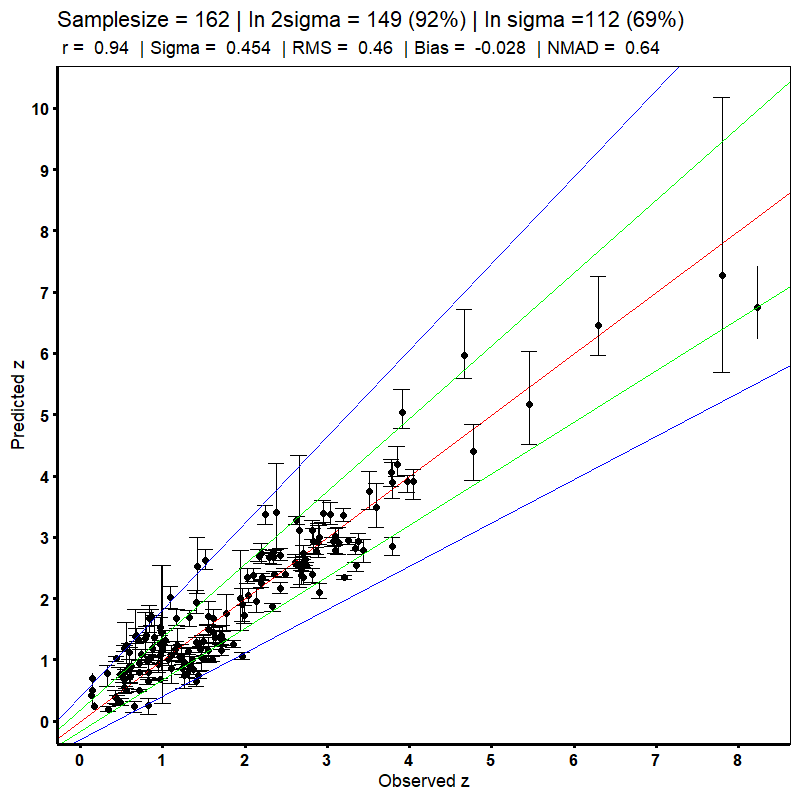 Samplesize = 162 | In 2sigma = 149 (92%) | In sigma =112 (69%)
r = 0.94 | Sigma = 0.454 | RMS = 0.46 | Bias = -0.028 | NMAD = 0.64
10
9
8
7
6
5
4
3
2
1
0
Predicted z
0 1 2 3 4 5 6 7 8
Observed z